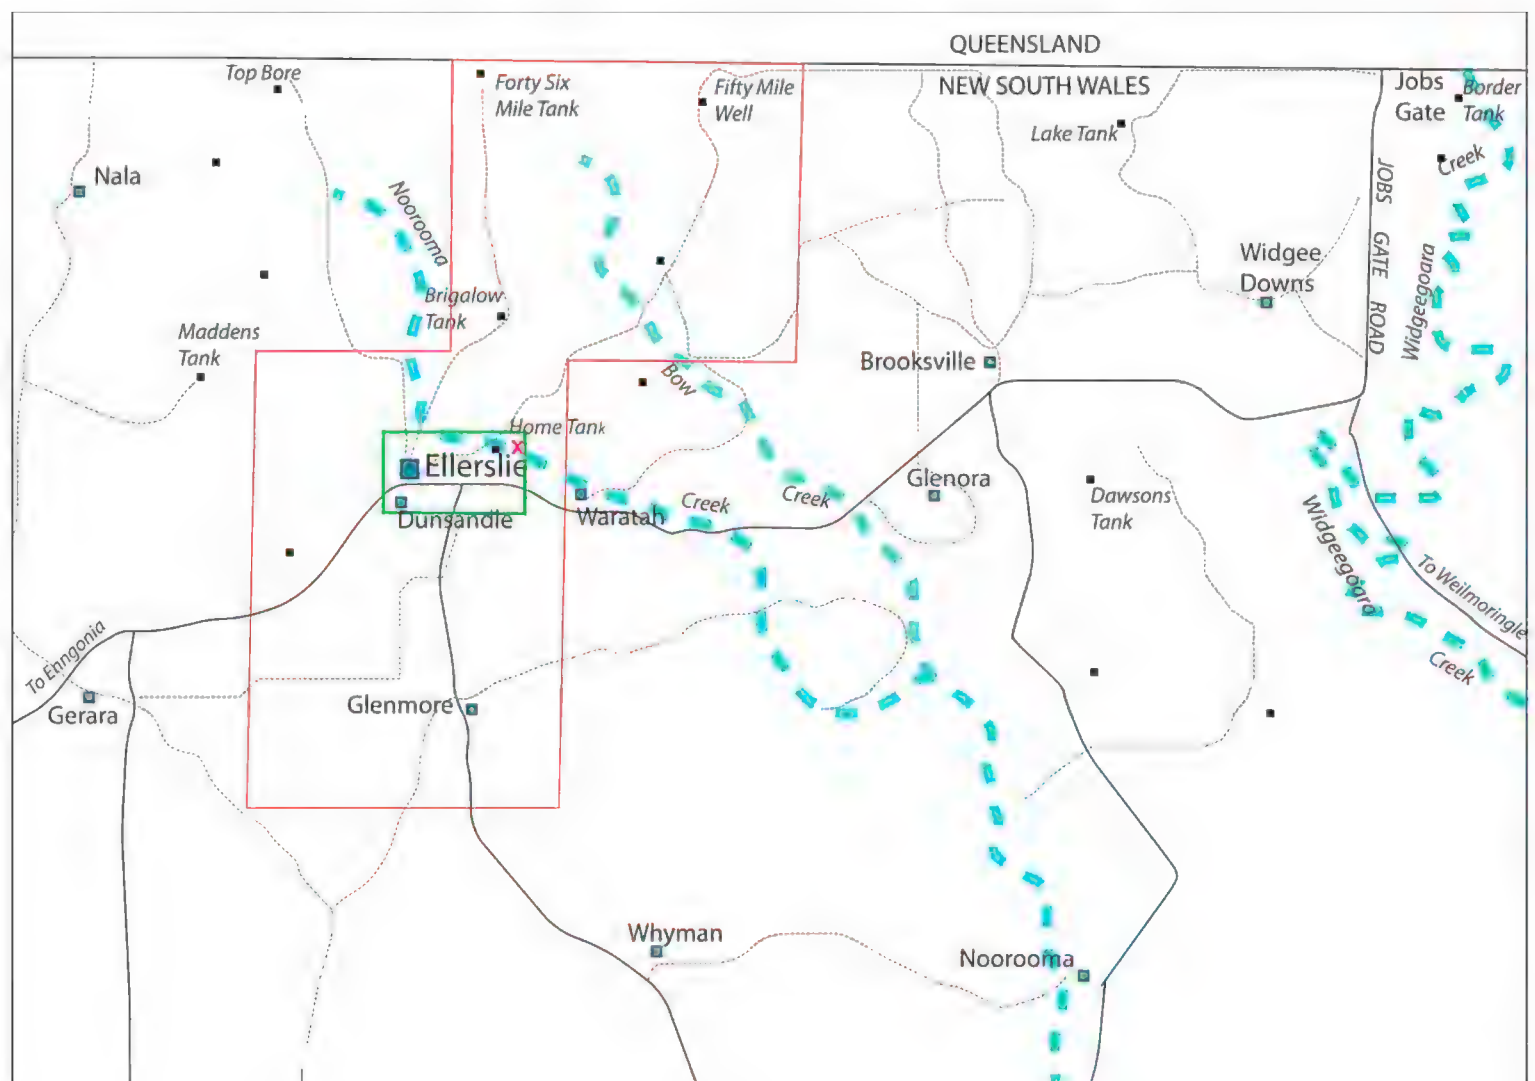 QUEENSLAND
NEW SOUTH WALES
Top Bore
Forty Six
Mile Tank
Fifty Mile
Well
Jobs
Gate
Border
Tank
Lake Tank
Creek
Nala
Noorooma
JOBS GATE ROAD
Widgeegoara
Widgee
Downs
Brigalow
Tank
Maddens
Tank
Brooksville
Bow
Home Tank
X
Ellerslie
Dunsandle
Waratah
Creek
Creek
Glenora
Dawsons
Tank
Widgeegoara
To Weilmoringle
To Enngonia
Creek
Gerara
Glenmore
Whyman
Noorooma